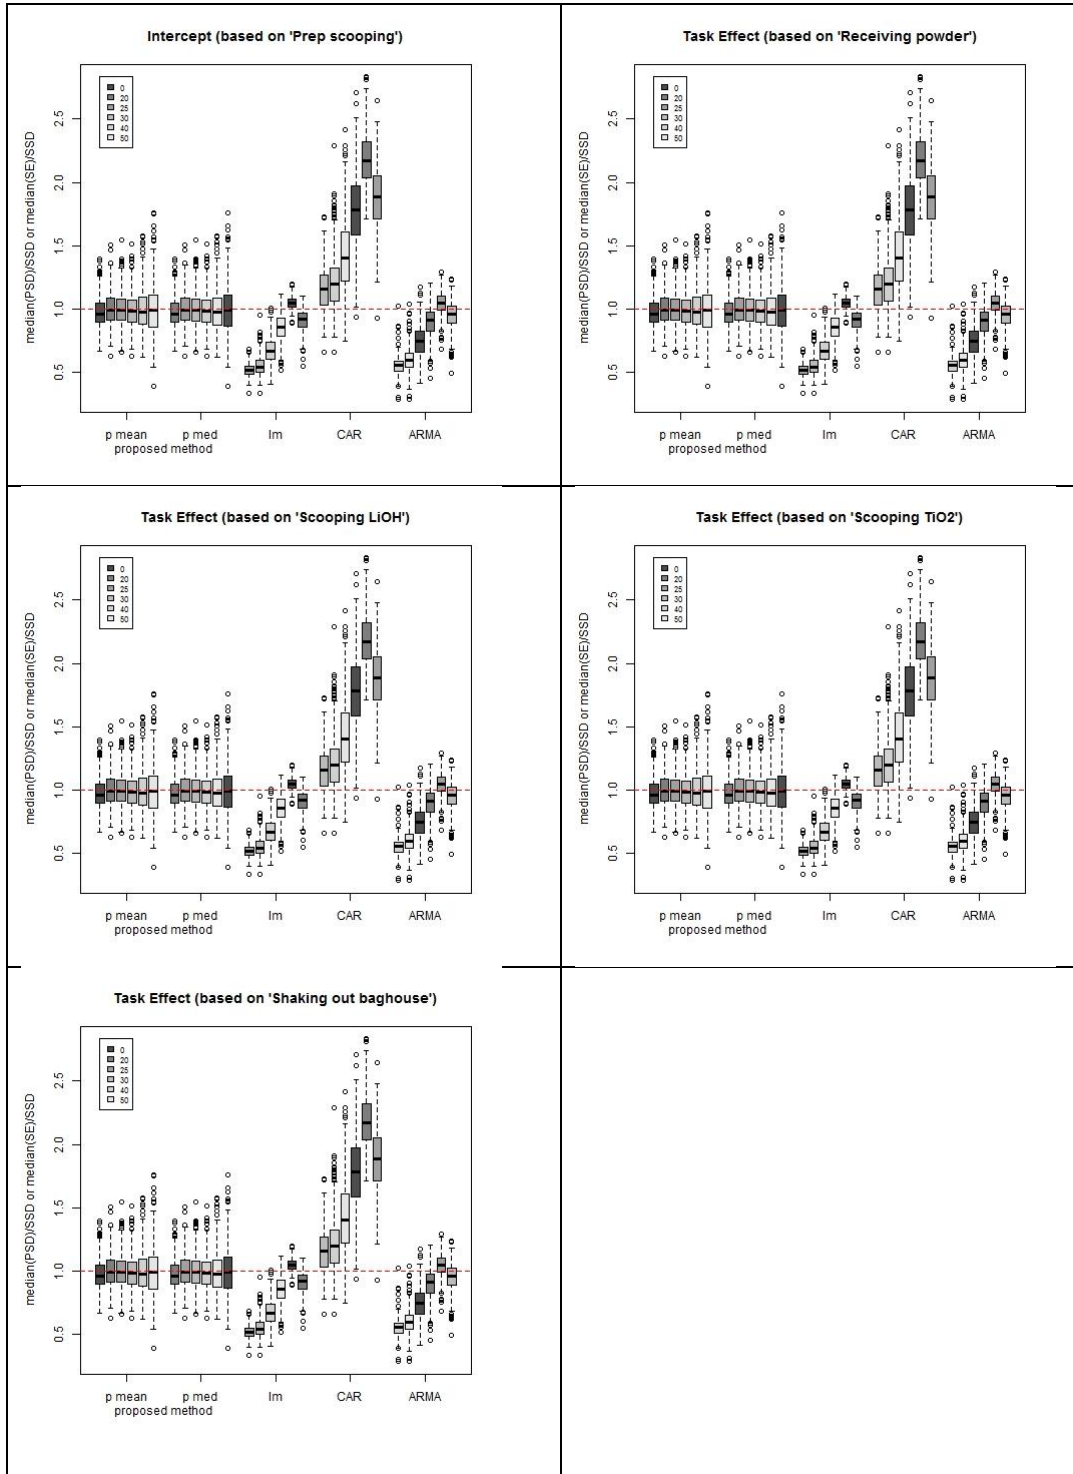 Intercept (based on 'Prep scooping')
median(PSD)/SSD or median(SE)/SSD
2.5
2.0
1.5
1.0
0.5
0
20
25
30
40
50
p mean p med lm CAR ARMA
proposed method
Task Effect (based on 'Receiving powder')
median(PSD)/SSD or median(SE)/SSD
2.5
2.0
1.5
1.0
0.5
0
20
25
30
40
50
p mean p med lm CAR ARMA
proposed method
Task Effect (based on 'Scooping LiOH')
median(PSD)/SSD or median(SE)/SSD
2.5
2.0
1.5
1.0
0.5
0
20
25
30
40
50
p mean p med lm CAR ARMA
proposed method
Task Effect (based on 'Scooping TiO2')
median(PSD)/SSD or median(SE)/SSD
2.5
2.0
1.5
1.0
0.5
0
20
25
30
40
50
p mean p med lm CAR ARMA
proposed method
Task Effect (based on 'Shaking out baghouse')
median(PSD)/SSD or median(SE)/SSD
2.5
2.0
1.5
1.0
0.5
0
20
25
30
40
50
p mean p med lm CAR ARMA
proposed method